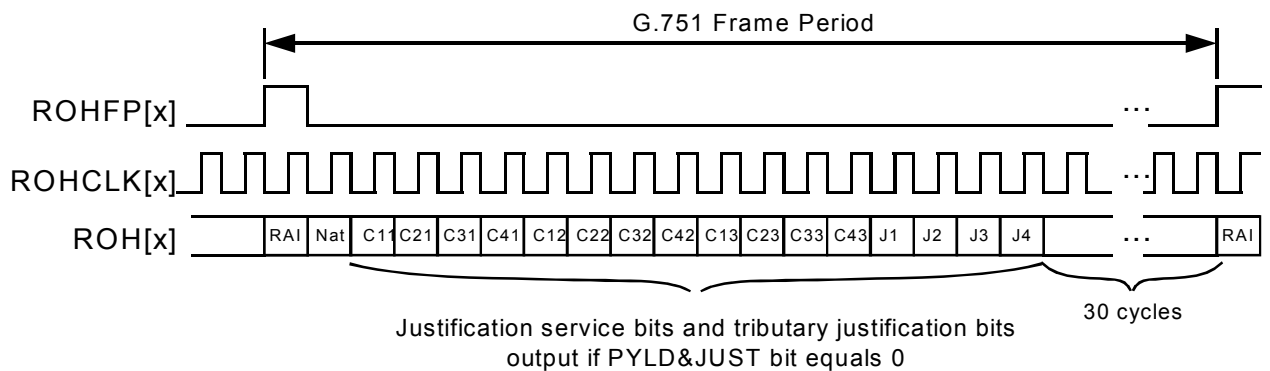 G.751 Frame Period
ROHFP[x]
...
ROHCLK[x]
...
ROH[x] RAI Nat C11 C21 C31 C41 C12 C22 C32 C42 C13 C23 C33 C43 J1 J2 J3 J4 ... RAI
30 cycles
Justification service bits and tributary justification bits
output if PYLD&JUST bit equals 0